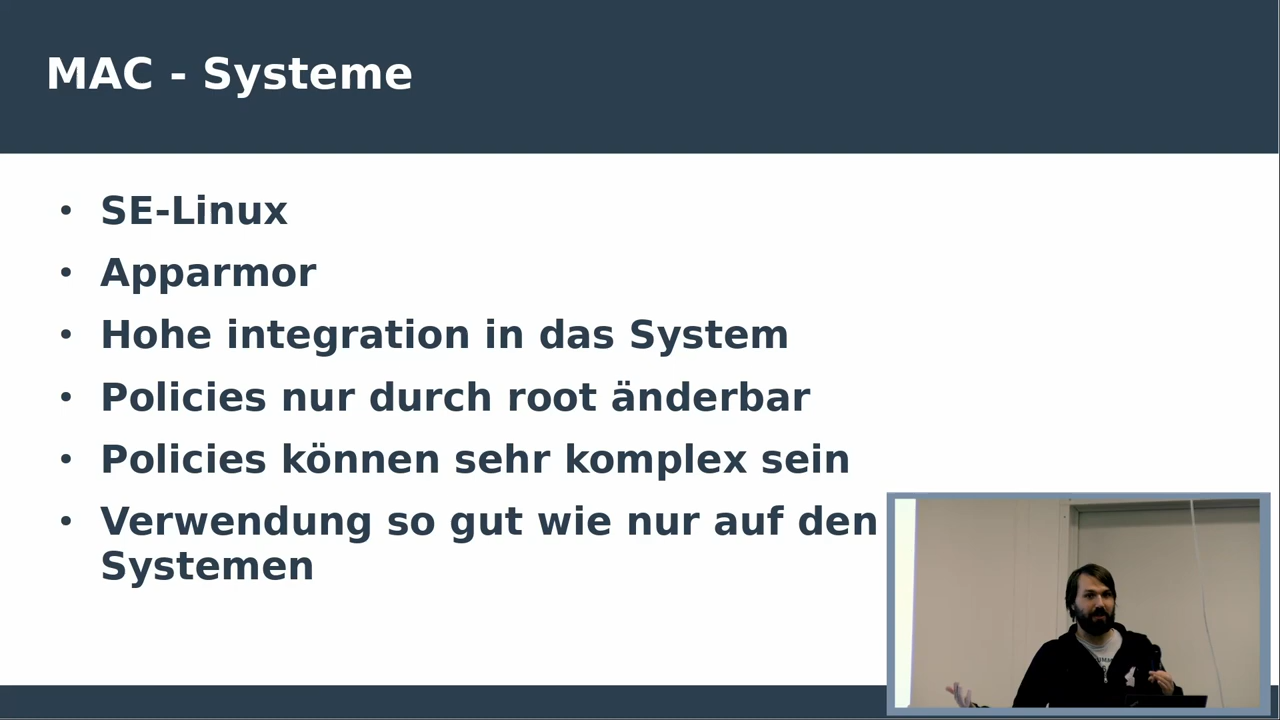 MAC - Systeme
• SE-Linux
• Apparmor
• Hohe integration in das System
• Policies nur durch root änderbar
• Policies können sehr komplex sein
• Verwendung so gut wie nur auf den
Systemen